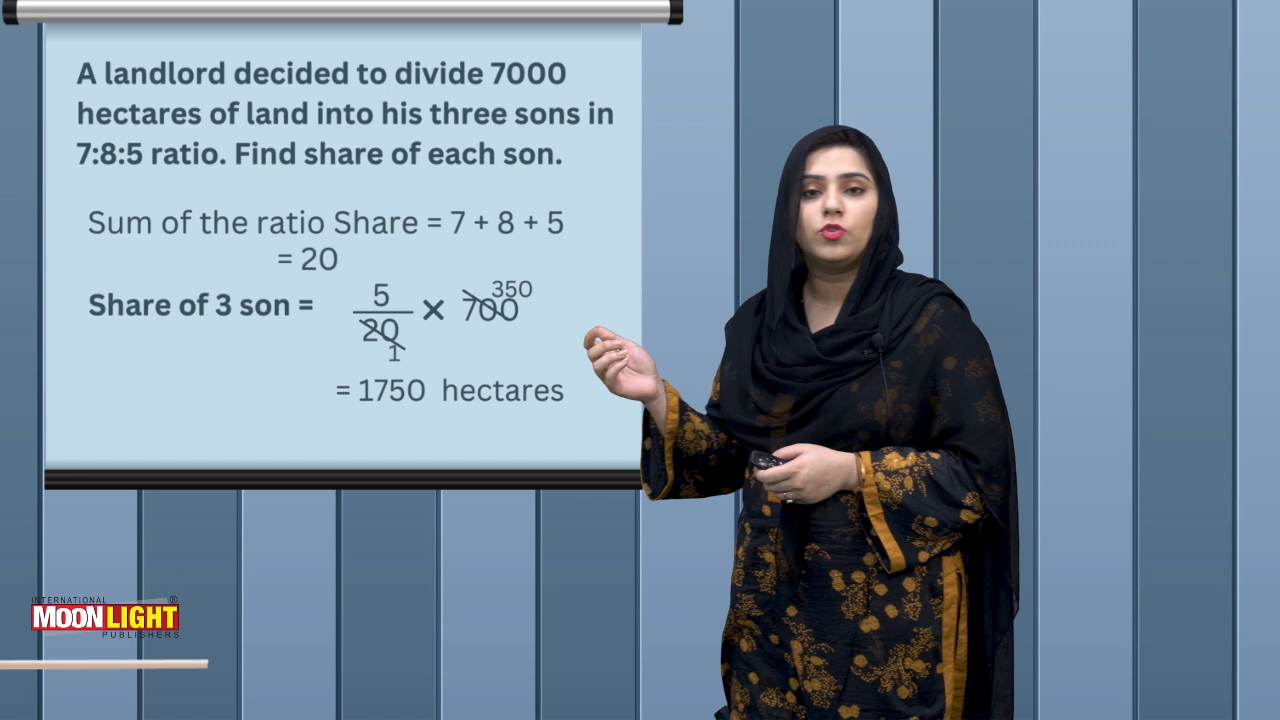 A landlord decided to divide 7000
hectares of land into his three sons in
7:8:5 ratio. Find share of each son.
Sum of the ratio Share = 7 + 8 + 5
= 20
Share of 3 son = 5/20 1 × 700 350
= 1750 hectares
INTERNATIONAL ®
MOONLIGHT
PUBLISHERS